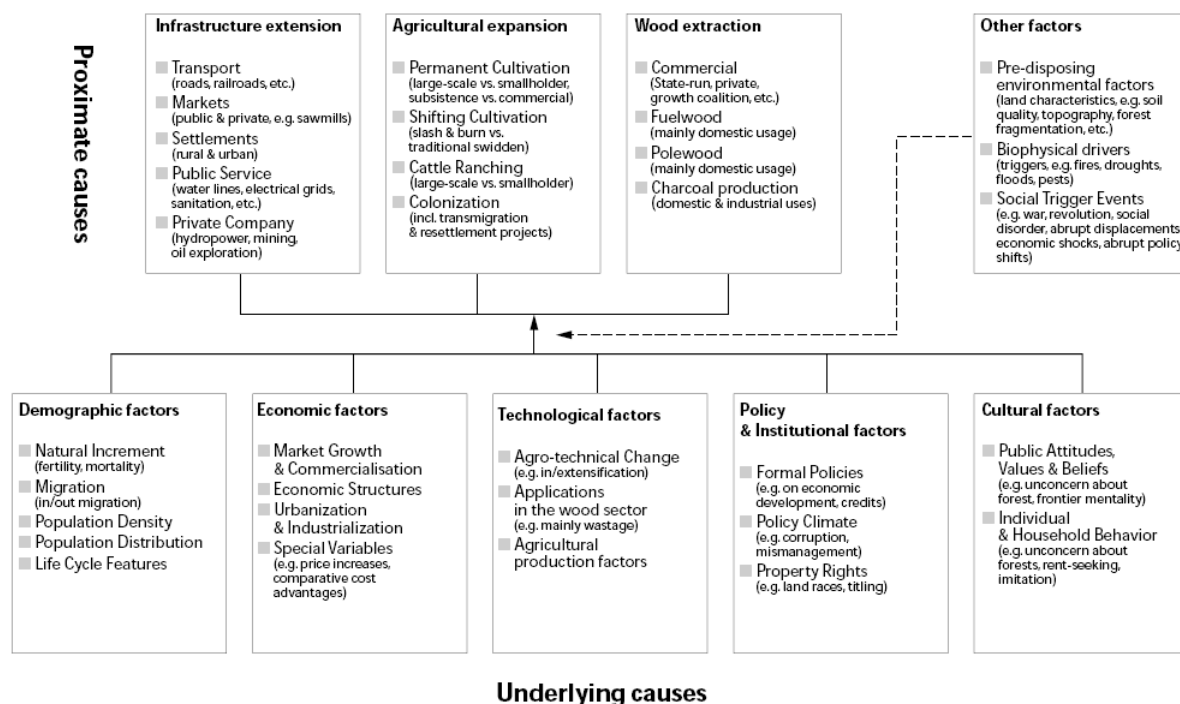 Proximate causes
Infrastructure extension
Transport
(roads, railroads, etc.)
Markets
(public & private, e.g. sawmills)
Settlements
(rural & urban)
Public Service
(water lines, electrical grids,
sanitation, etc.)
Private Company
(hydropower, mining,
oil exploration)
Agricultural expansion
Permanent Cultivation
(large-scale vs. smallholder,
subsistence vs. commercial)
Shifting Cultivation
(slash & burn vs.
traditional swidden)
Cattle Ranching
(large-scale vs. smallholder)
Colonization
(incl. transmigration
& resettlement projects)
Wood extraction
Commercial
(State-run, private,
growth coalition, etc.)
Fuelwood
(mainly domestic usage)
Polewood
(mainly domestic usage)
Charcoal production
(domestic & industrial uses)
Other factors
Pre-disposing
environmental factors
(land characteristics, e.g. soil
quality, topography, forest
fragmentation, etc.)
Biophysical drivers
(triggers, e.g. fires, droughts,
floods, pests)
Social Trigger Events
(e.g. war, revolution, social
disorder, abrupt displacements
economic shocks, abrupt policy
shifts)
Demographic factors
Natural Increment
(fertility, mortality)
Migration
(in/out migration)
Population Density
Population Distribution
Life Cycle Features
Economic factors
Market Growth
& Commercialisation
Economic Structures
Urbanization
& Industrialization
Special Variables
(e.g. price increases,
comparative cost
advantages)
Technological factors
Agro-technical Change
(e.g. in/extensification)
Applications
in the wood sector
(e.g. mainly wastage)
Agricultural
production factors
Policy
& Institutional factors
Formal Policies
(e.g. on economic
development, credits)
Policy Climate
(e.g. corruption,
mismanagement)
Property Rights
(e.g. land races, titling)
Cultural factors
Public Attitudes,
Values & Beliefs
(e.g. unconcern about
forest, frontier mentality)
Individual
& Household Behavior
(e.g. unconcern about
forests, rent-seeking,
imitation)
Underlying causes